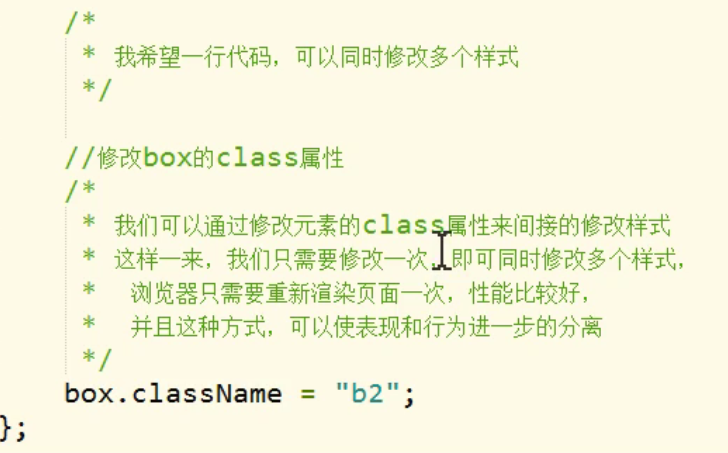 /*
* 我希望一行代码，可以同时修改多个样式
*/
//修改box的class属性
/*
* 我们可以通过修改元素的class属性来间接的修改样式
* 这样一来，我们只需要修改一次，即可同时修改多个样式，
* 浏览器只需要重新渲染页面一次，性能比较好，
* 并且这种方式，可以使表现和行为进一步的分离
*/
box.className = "b2";
};